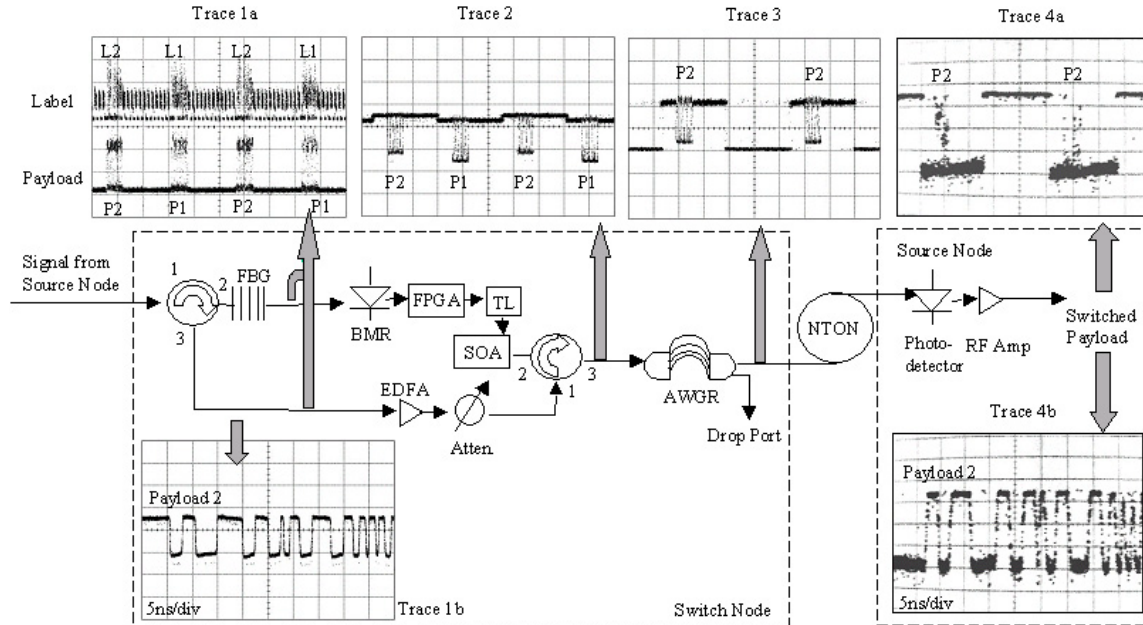 Trace 1a
Trace 2
Trace 3
Trace 4a
L2 L1 L2 L1
Label
Payload
P2 P1 P2 P1
P2 P1 P2 P1
P2 P2
P2 P2
Signal from
Source Node
1
2
3
FBG
BMR
FPGA
TL
SOA
2
1
3
EDFA
Atten.
AWGR
Drop Port
NTON
Source Node
Photo-
detector
RF Amp
Switched
Payload
Trace 4b
Payload 2
5ns/div
Trace 1b
Switch Node
Payload 2
5ns/div